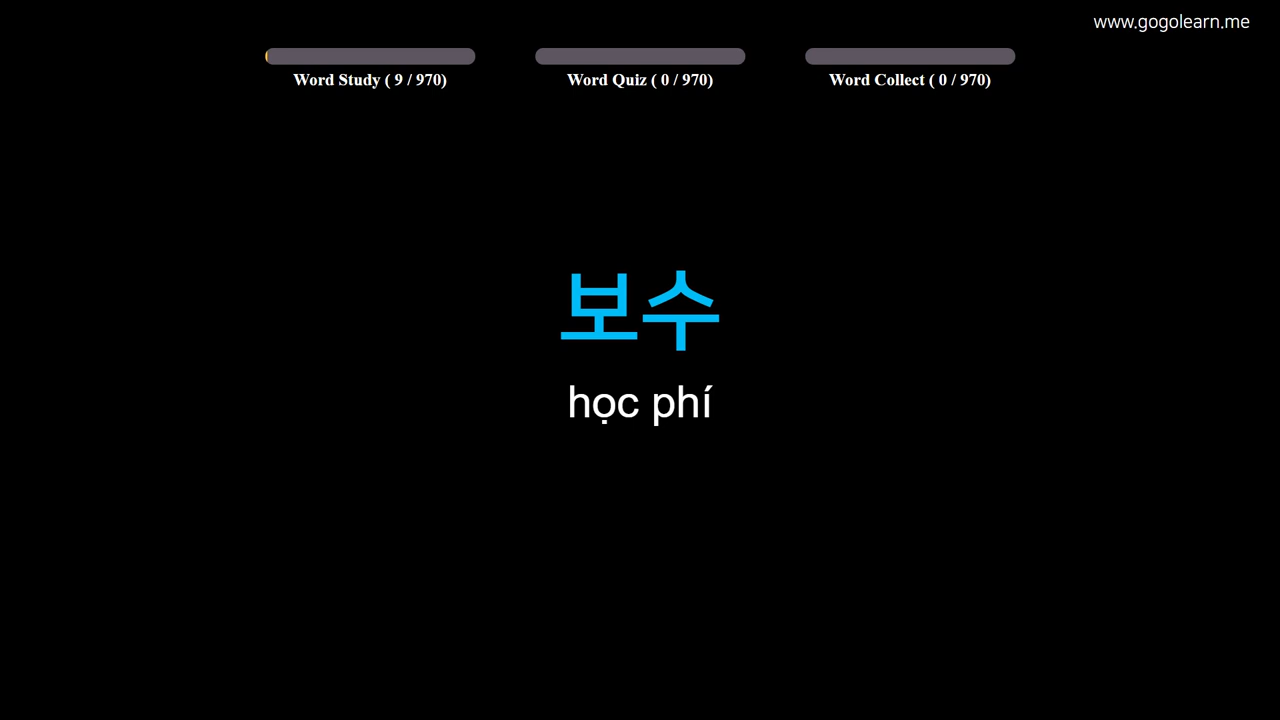 www.gogolearn.me
Word Study ( 9 / 970)
Word Quiz ( 0 / 970)
Word Collect ( 0 / 970)
보수
học phí